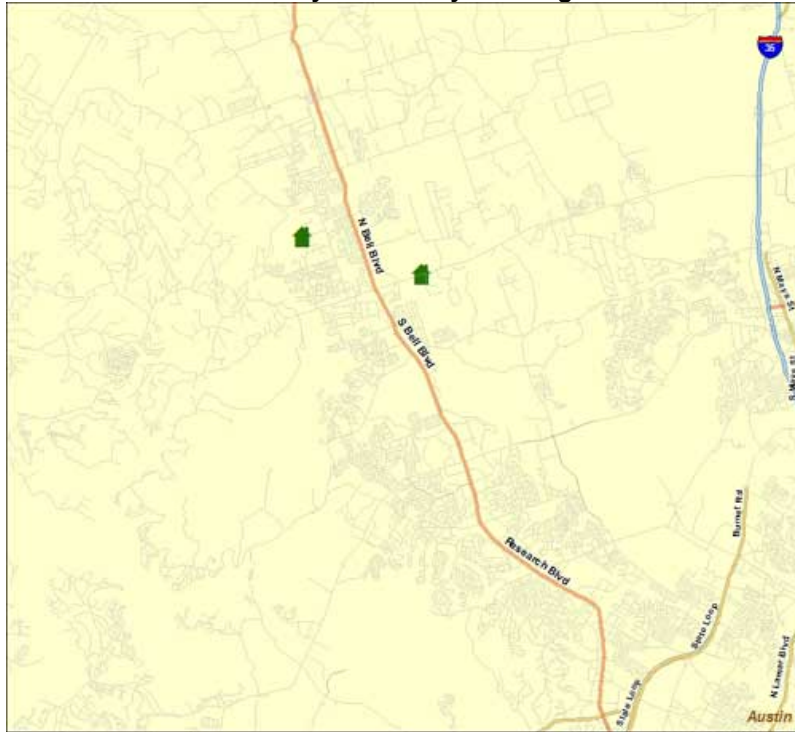 35
N Bell Blvd
N Mays St
S Bell Blvd
S Mays St
Burnet Rd
Research Blvd
State Loop
N Lamar Blvd
State Loop
Austin